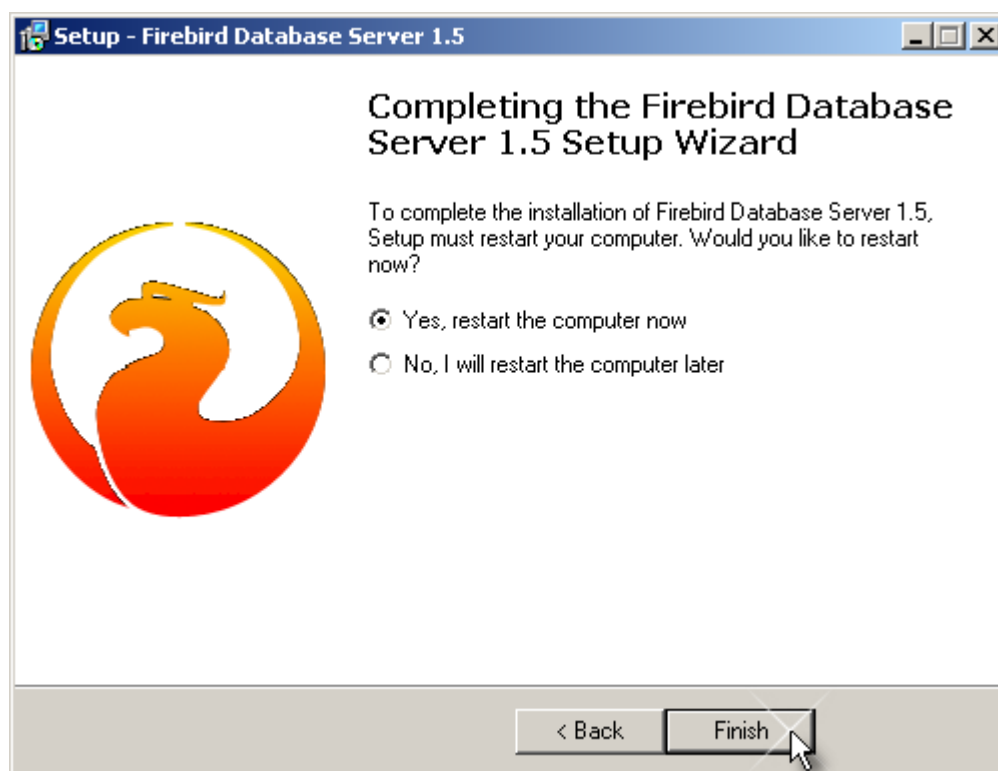 Setup - Firebird Database Server 1.5
Completing the Firebird Database
Server 1.5 Setup Wizard
To complete the installation of Firebird Database Server 1.5,
Setup must restart your computer. Would you like to restart
now?
Yes, restart the computer now
No, I will restart the computer later
< Back
Finish